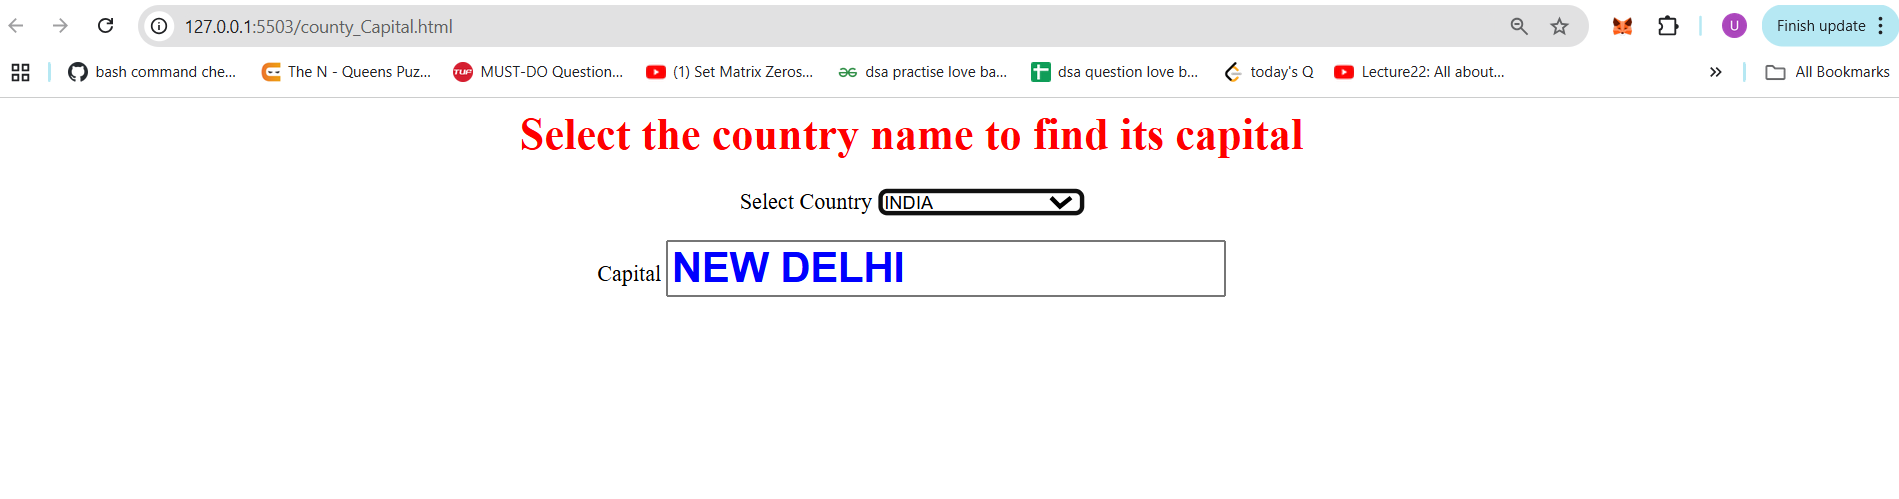 127.0.0.1:5503/county_Capital.html
U
Finish update
bash command che...
The N - Queens Puz...
TUF
MUST-DO Question...
(1) Set Matrix Zeros...
dsa practise love ba...
dsa question love b...
today's Q
Lecture22: All about...
All Bookmarks
Select the country name to find its capital
Select Country INDIA
Capital NEW DELHI